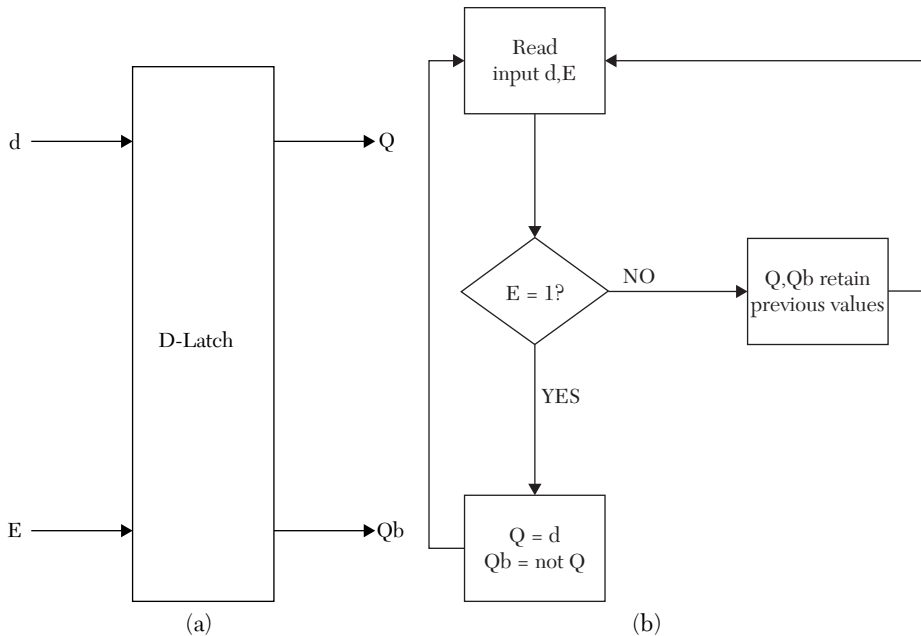 d
E
D-Latch
Q
Qb
(a)
Read
input d,E
E = 1?
NO
Q,Qb retain
previous values
YES
Q = d
Qb = not Q
(b)